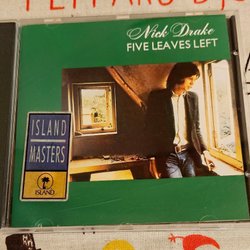 Nick Drake
FIVE LEAVES LEFT
ISLAND
MASTERS
ISLAND